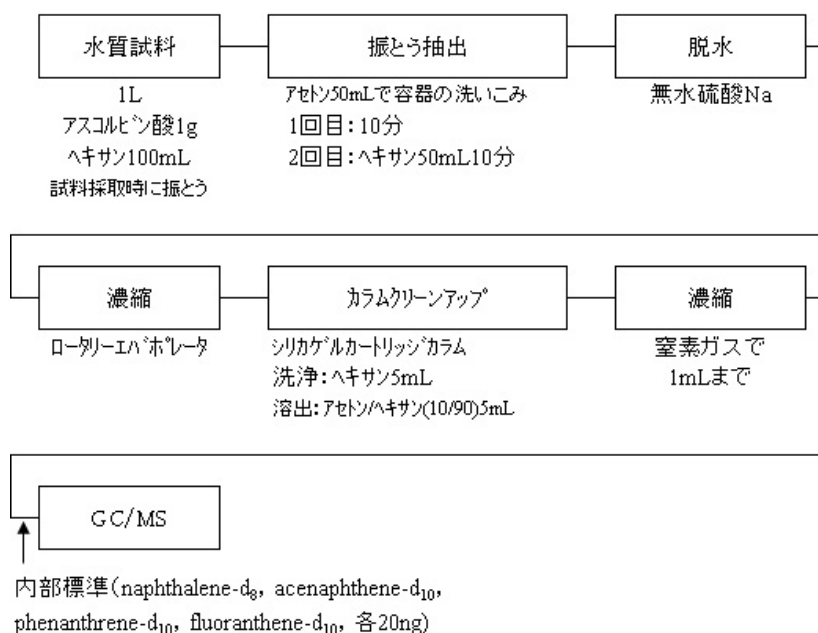 水質試料
1L
アスコルビン酸1g
ヘキサン100mL
試料採取時に振とう
振とう抽出
アセトン50mLで容器の洗いこみ
1回目：10分
2回目：ヘキサン50mL10分
脱水
無水硫酸Na
濃縮
ロータリーエバポレータ
カラムクリーンアップ
シリカゲルカートリッジカラム
洗浄：ヘキサン5mL
溶出：アセトン/ヘキサン(10/90)5mL
濃縮
窒素ガスで
1mLまで
GC/MS
内部標準(naphthalene-d₈, acenaphthene-d₁₀,
phenanthrene-d₁₀, fluoranthene-d₁₀, 各20ng)